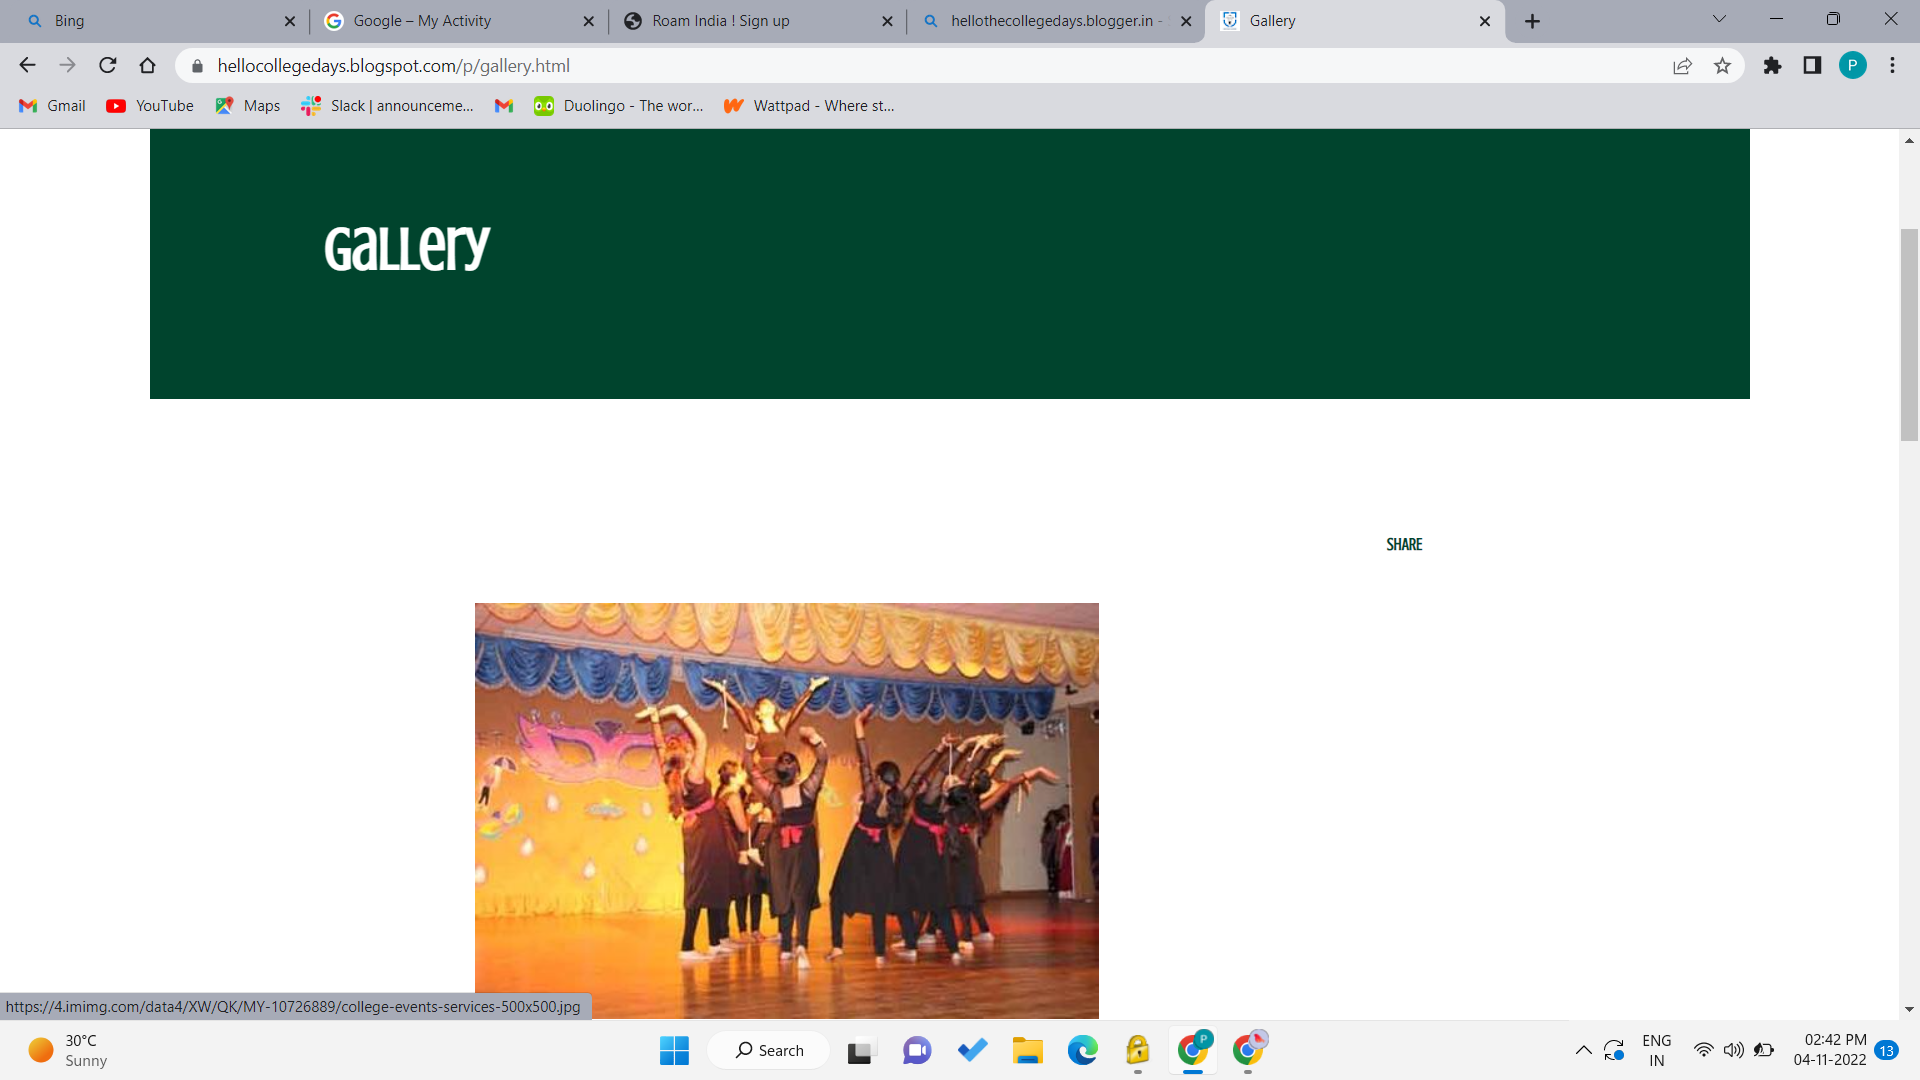 Bing
Google – My Activity
Roam India ! Sign up
hellothecollegedays.blogger.in -
Gallery
hellocollegedays.blogspot.com/p/gallery.html
P
Gmail
YouTube
Maps
Slack | announceme...
Duolingo - The wor...
Wattpad - Where st...
Gallery
SHARE
https://4.imimg.com/data4/XW/QK/MY-10726889/college-events-services-500x500.jpg
30°C
Sunny
Search
P
ENG
IN
02:42 PM
04-11-2022
13